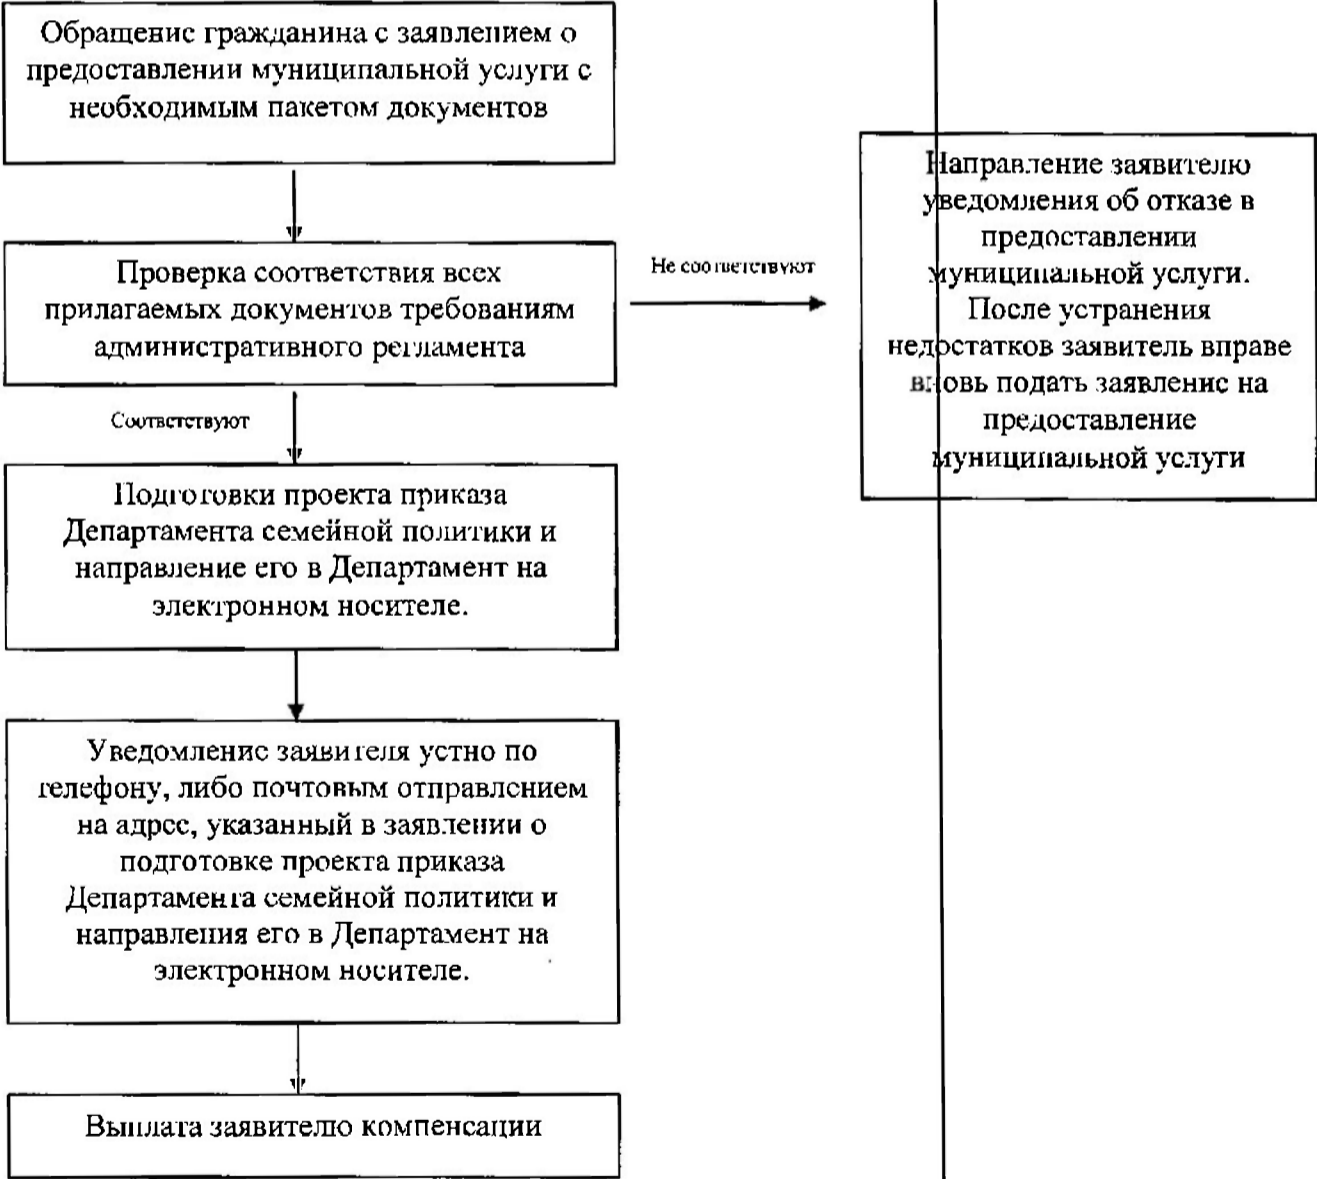 Обращение гражданина с заявлением о
предоставлении муниципальной услуги с
необходимым пакетом документов
Проверка соответствия всех
прилагаемых документов требованиям
административного регламента
Не соответствуют
Направление заявителю
уведомления об отказе в
предоставлении
муниципальной услуги.
После устранения
недостатков заявитель вправе
вновь подать заявление на
предоставление
муниципальной услуги
Соответствуют
Подготовки проекта приказа
Департамента семейной политики и
направление его в Департамент на
электронном носителе.
Уведомление заявителя устно по
телефону, либо почтовым отправлением
на адрес, указанный в заявлении о
подготовке проекта приказа
Департамента семейной политики и
направления его в Департамент на
электронном носителе.
Выплата заявителю компенсации